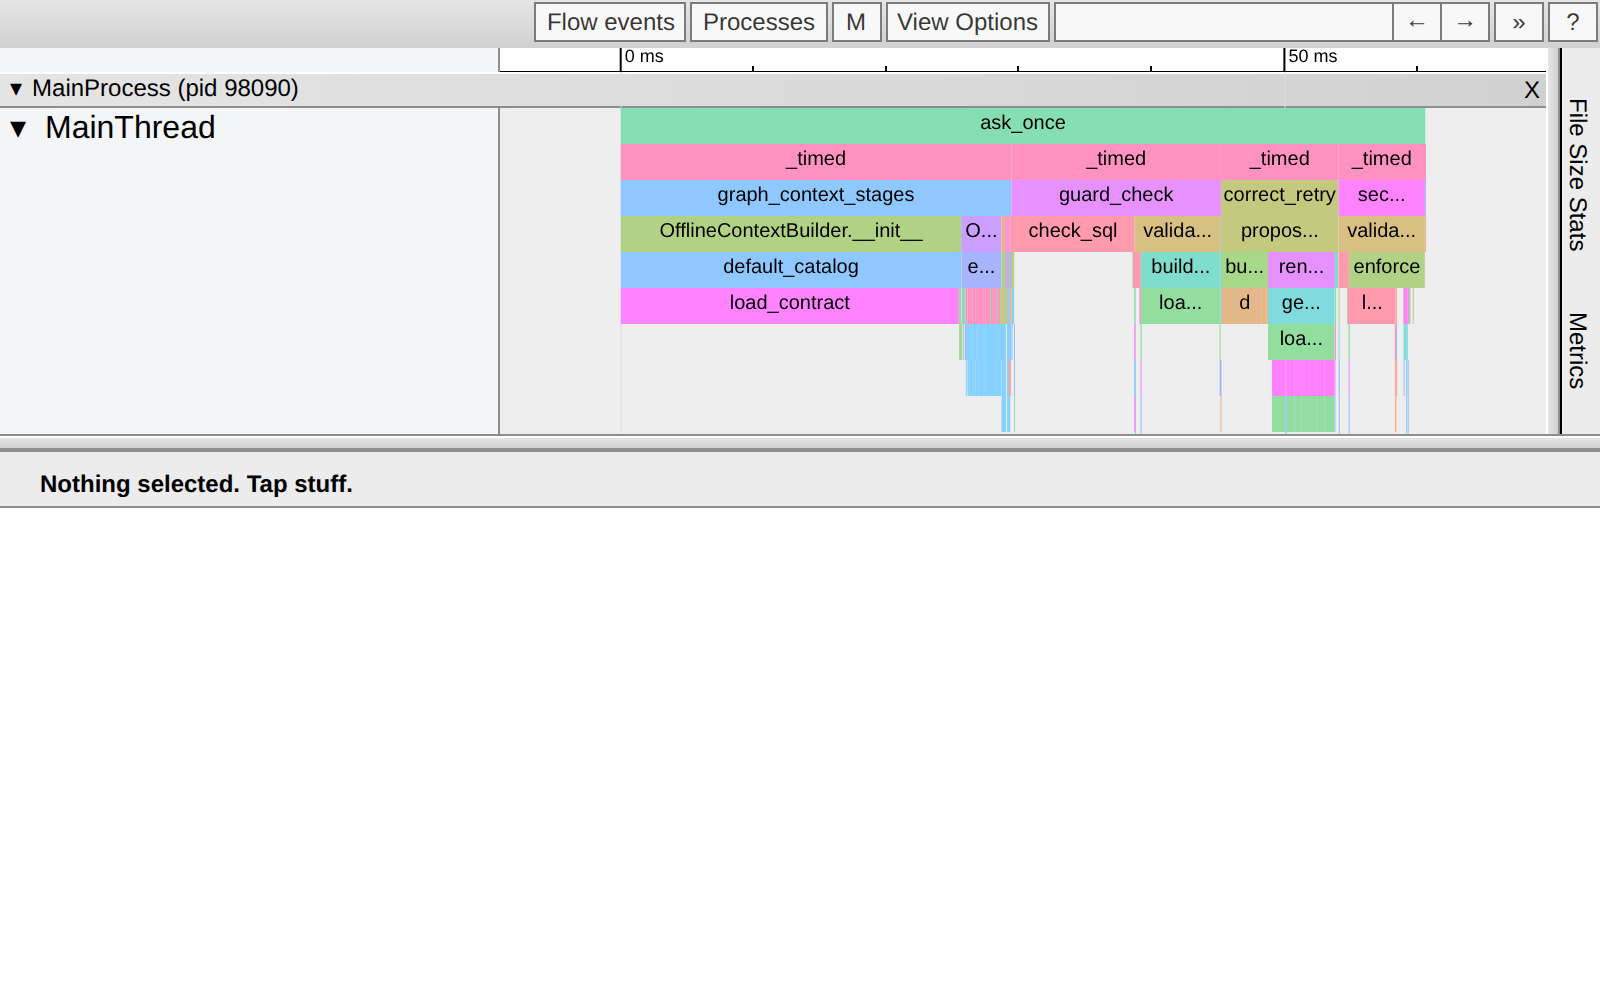 Flow events Processes M View Options ← → » ?
0 ms 50 ms
▼ MainProcess (pid 98090) X
▼ MainThread
ask_once
_timed _timed _timed _timed
graph_context_stages guard_check correct_retry sec...
OfflineContextBuilder.__init__ O... check_sql valida... propos... valida...
default_catalog e... build... bu... ren... enforce
load_contract loa... d ge... l...
loa...
File Size Stats
Metrics
Nothing selected. Tap stuff.